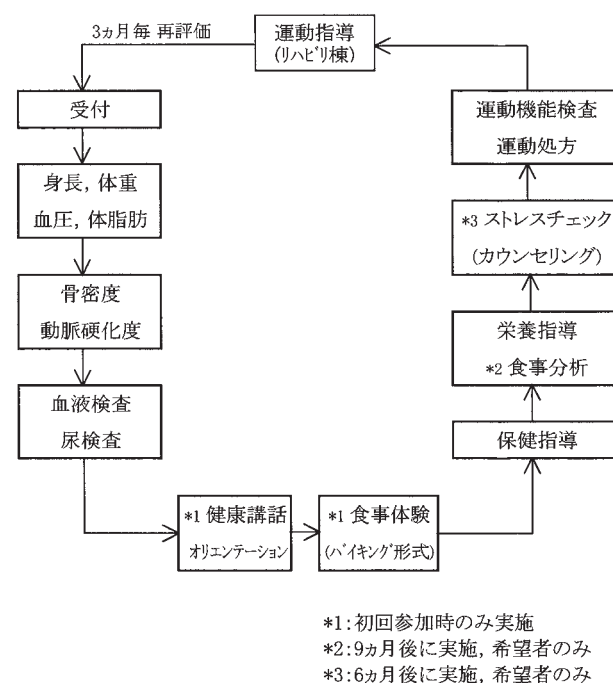 3ヵ月毎 再評価
運動指導
(リハビリ棟)
受付
身長, 体重
血圧, 体脂肪
骨密度
動脈硬化度
血液検査
尿検査
*1 健康講話
オリエンテーション
*1 食事体験
(バイキング形式)
保健指導
栄養指導
*2 食事分析
*3 ストレスチェック
(カウンセリング)
運動機能検査
運動処方
*1:初回参加時のみ実施
*2:9ヵ月後に実施, 希望者のみ
*3:6ヵ月後に実施, 希望者のみ